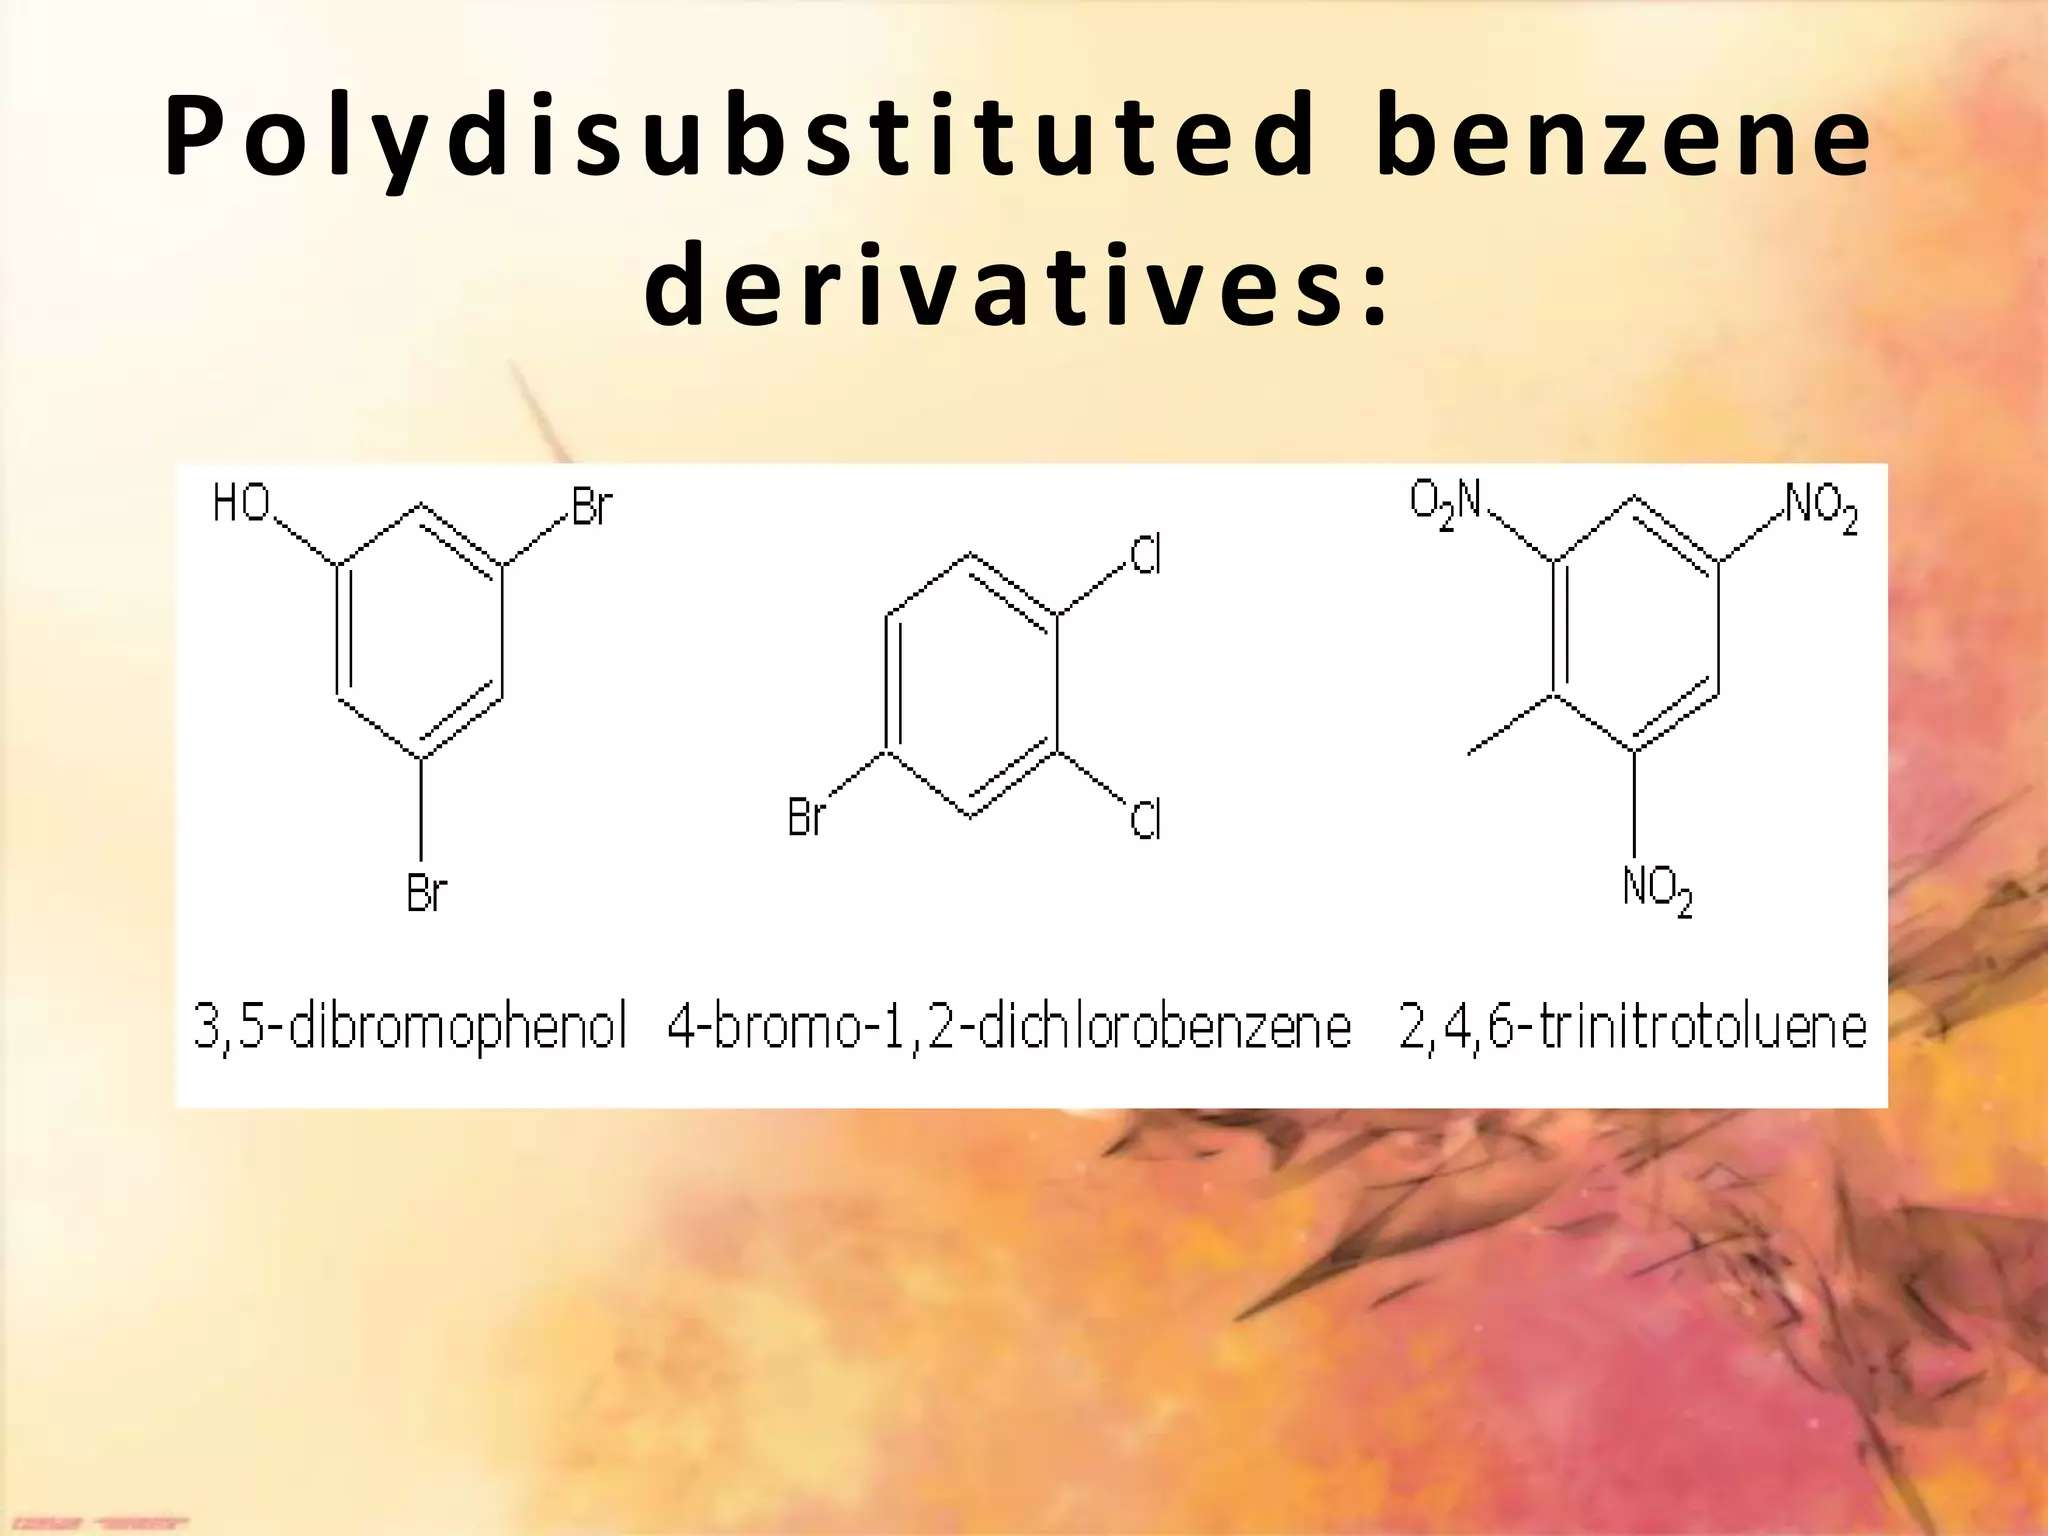 Polydisubstituted benzene
derivatives:
HO
Br
Br
Cl
Cl
Br
O₂N
NO₂
NO₂
3,5-dibromophenol 4-bromo-1,2-dichlorobenzene 2,4,6-trinitrotoluene